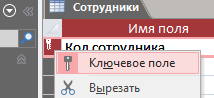 Сотрудники
Имя поля
Код сотрудника
Ключевое поле
Вырезать